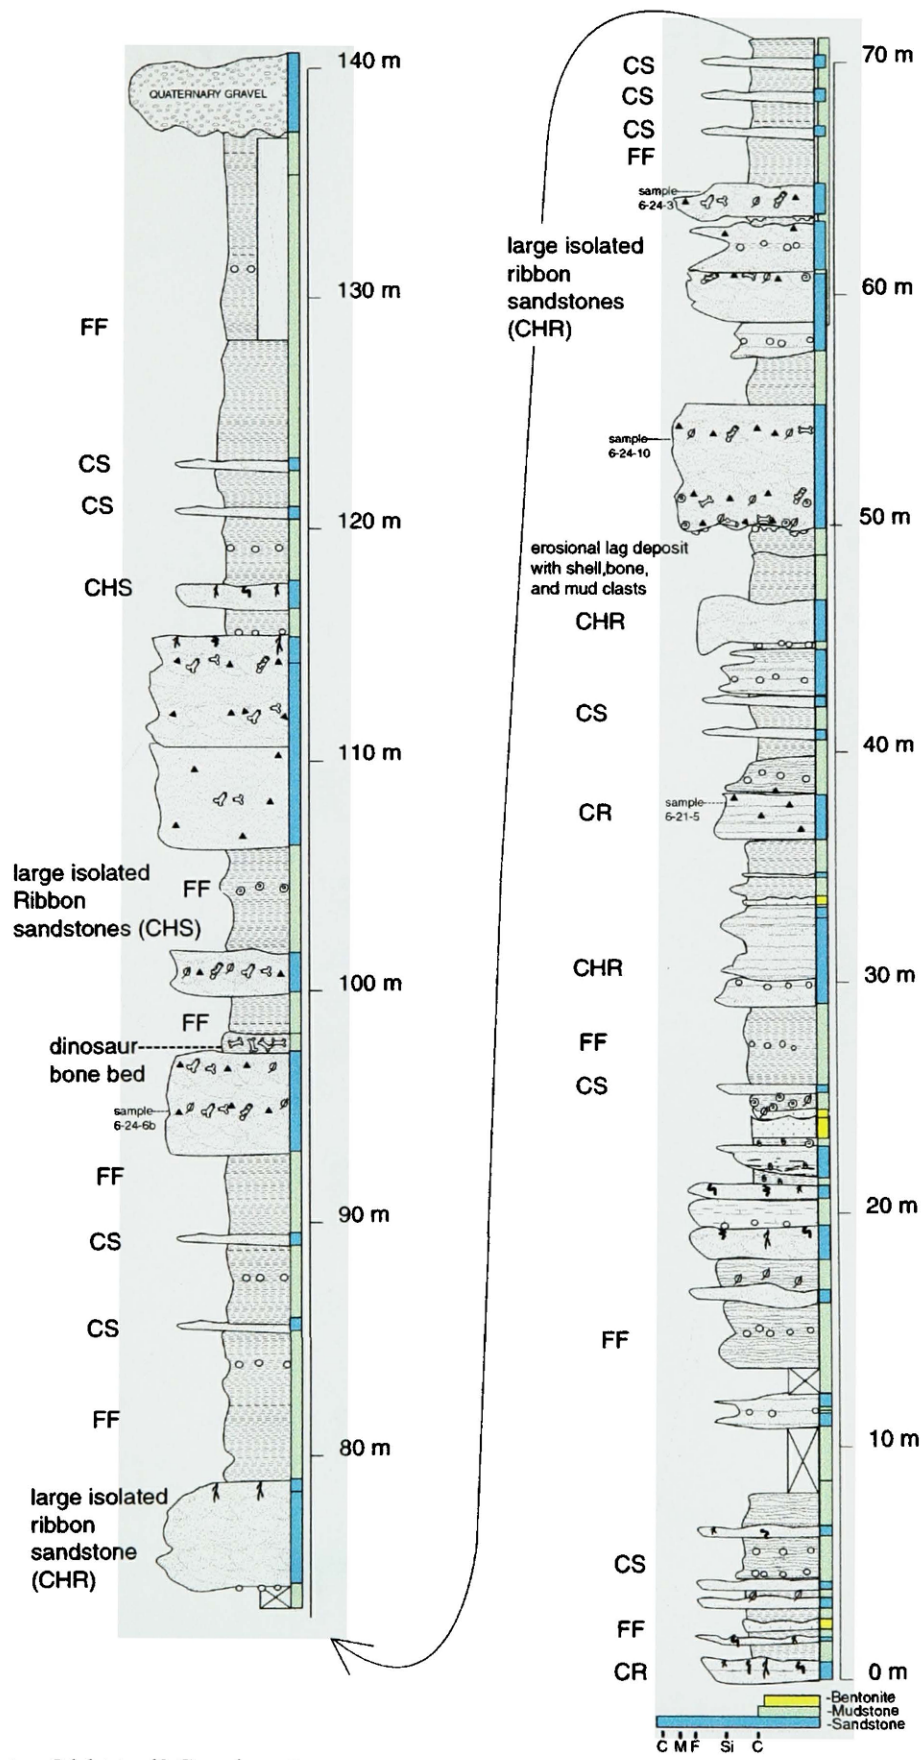 140 m
QUATERNARY GRAVEL
130 m
FF
CS
CS
120 m
CHS
110 m
large isolated
Ribbon
sandstones (CHS)
FF
100 m
FF
dinosaur
bone bed
sample
6-24-6b
FF
90 m
CS
CS
FF
80 m
large isolated
ribbon
sandstone
(CHR)
70 m
CS
CS
CS
FF
sample
6-24-3
large isolated
ribbon
sandstones
(CHR)
60 m
sample
6-24-10
50 m
erosional lag deposit
with shell,bone,
and mud clasts
CHR
CS
40 m
sample
6-21-5
CR
CHR
30 m
FF
CS
20 m
FF
10 m
CS
FF
CR
0 m
-Bentonite
-Mudstone
-Sandstone
C M F Si C